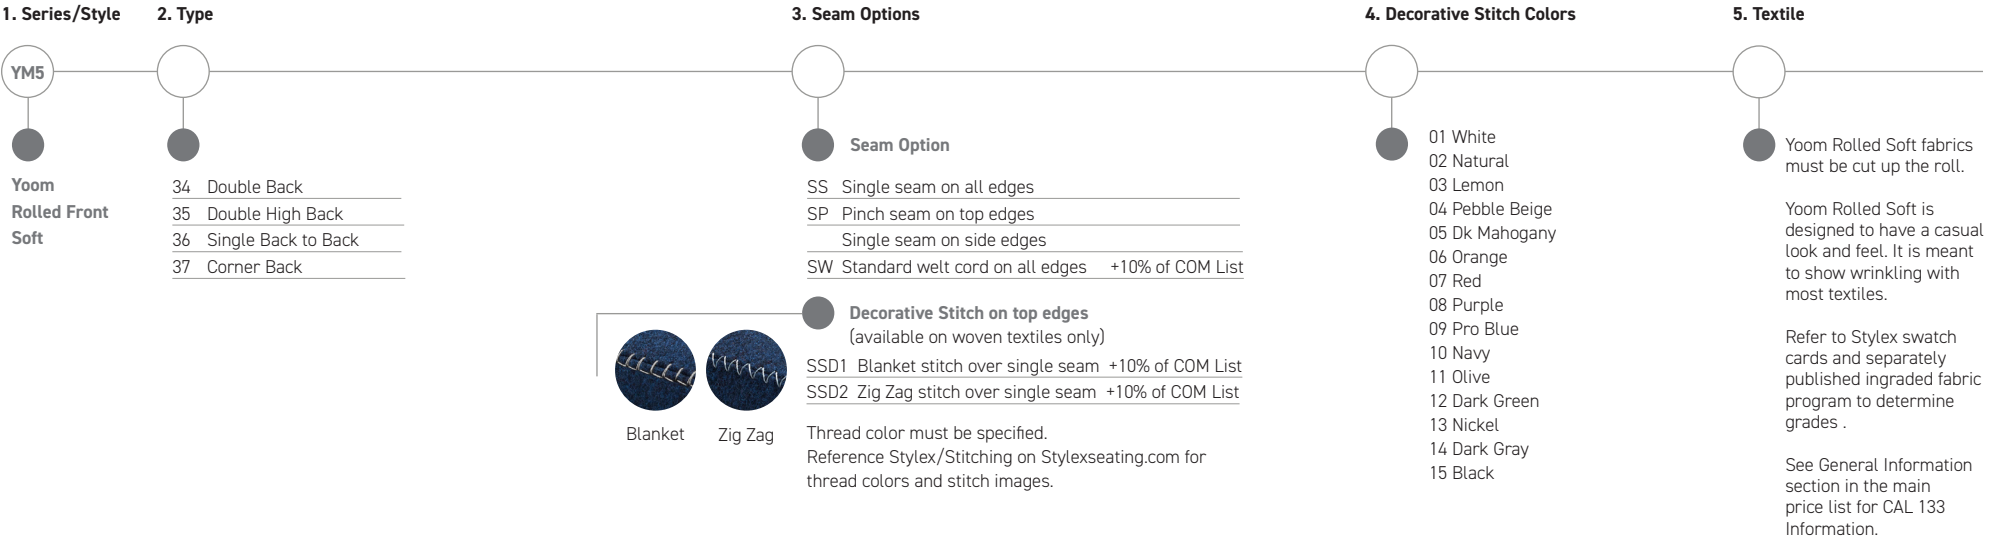 1. Series/Style
YM5
Yoom
Rolled Front
Soft
2. Type
34 Double Back
35 Double High Back
36 Single Back to Back
37 Corner Back
3. Seam Options
Seam Option
SS Single seam on all edges
SP Pinch seam on top edges
Single seam on side edges
SW Standard welt cord on all edges +10% of COM List
Decorative Stitch on top edges
(available on woven textiles only)
SSD1 Blanket stitch over single seam +10% of COM List
SSD2 Zig Zag stitch over single seam +10% of COM List
Blanket Zig Zag
Thread color must be specified.
Reference Stylex/Stitching on Stylexseating.com for
thread colors and stitch images.
4. Decorative Stitch Colors
01 White
02 Natural
03 Lemon
04 Pebble Beige
05 Dk Mahogany
06 Orange
07 Red
08 Purple
09 Pro Blue
10 Navy
11 Olive
12 Dark Green
13 Nickel
14 Dark Gray
15 Black
5. Textile
Yoom Rolled Soft fabrics
must be cut up the roll.
Yoom Rolled Soft is
designed to have a casual
look and feel. It is meant
to show wrinkling with
most textiles.
Refer to Stylex swatch
cards and separately
published ingraded fabric
program to determine
grades .
See General Information
section in the main
price list for CAL 133
Information.